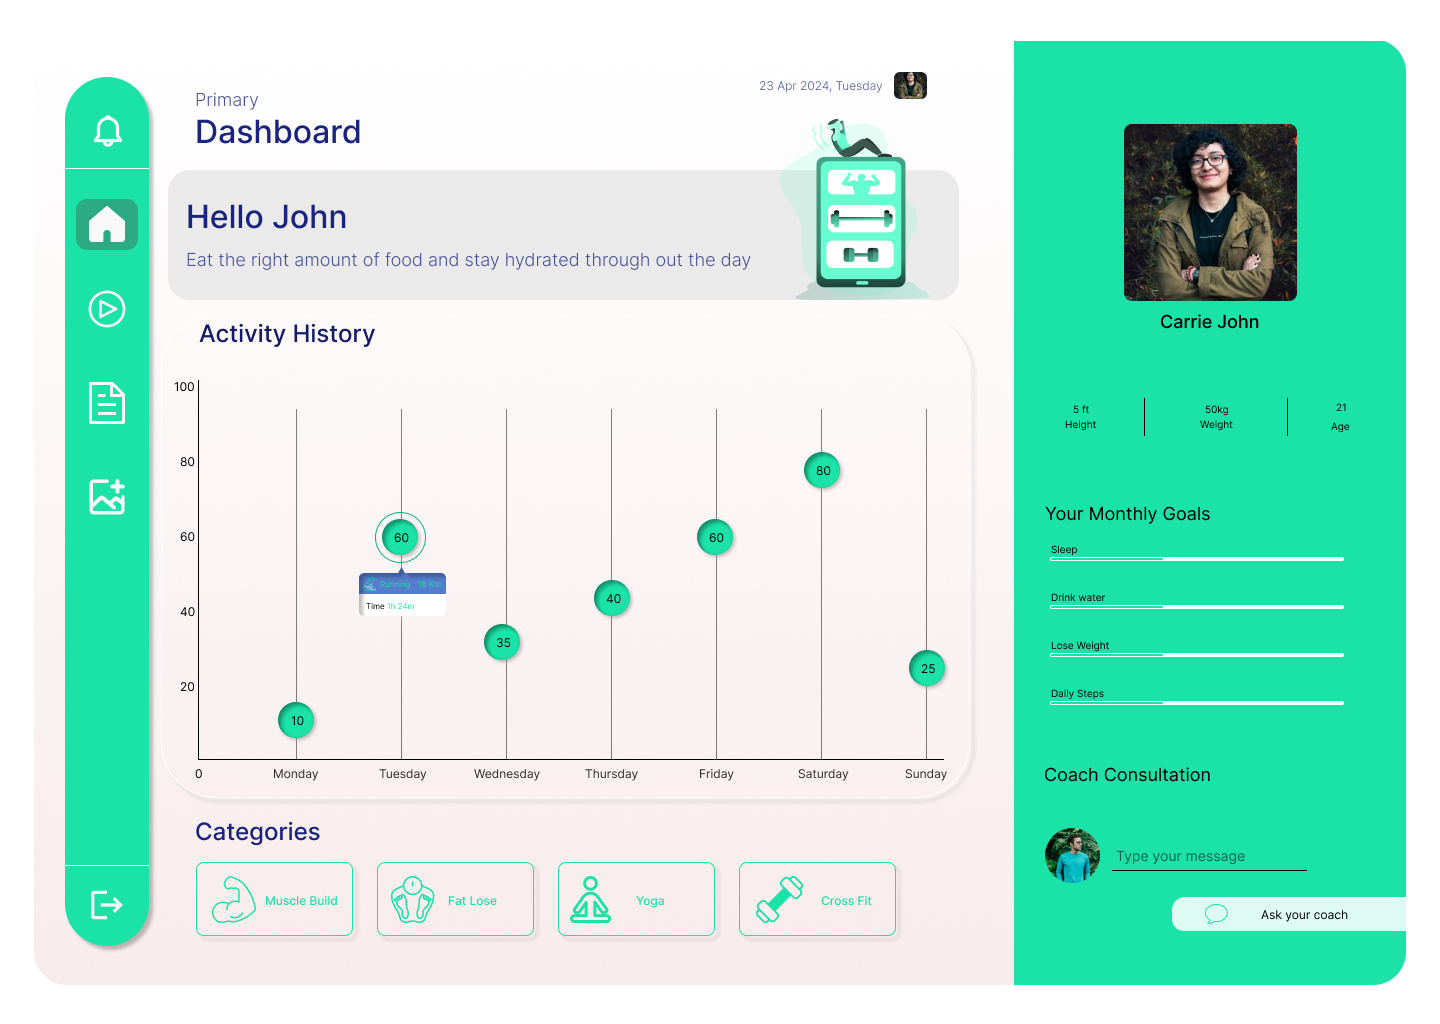 Primary
Dashboard
23 Apr 2024, Tuesday
Hello John
Eat the right amount of food and stay hydrated through out the day
Activity History
100
80
60
40
20
0
10
60
35
40
60
80
25
Running 18 Km
Time 1h 24m
Monday
Tuesday
Wednesday
Thursday
Friday
Saturday
Sunday
Categories
Muscle Build
Fat Lose
Yoga
Cross Fit
Carrie John
5 ft
Height
50kg
Weight
21
Age
Your Monthly Goals
Sleep
Drink water
Lose Weight
Daily Steps
Coach Consultation
Type your message
Ask your coach